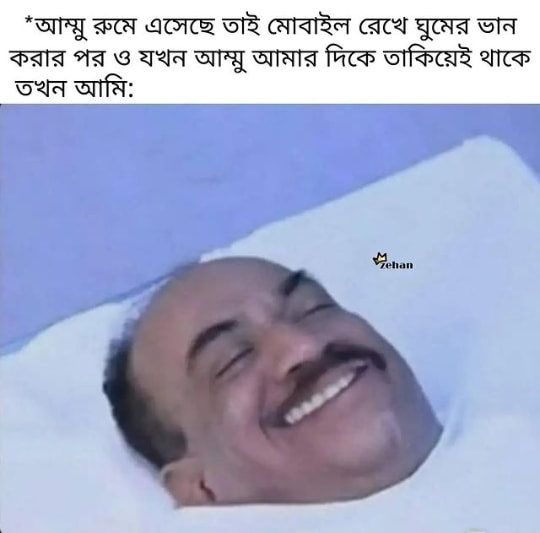 *আম্মু রুমে এসেছে তাই মোবাইল রেখে ঘুমের ভান
করার পর ও যখন আম্মু আমার দিকে তাকিয়েই থাকে
তখন আমি:
zehan